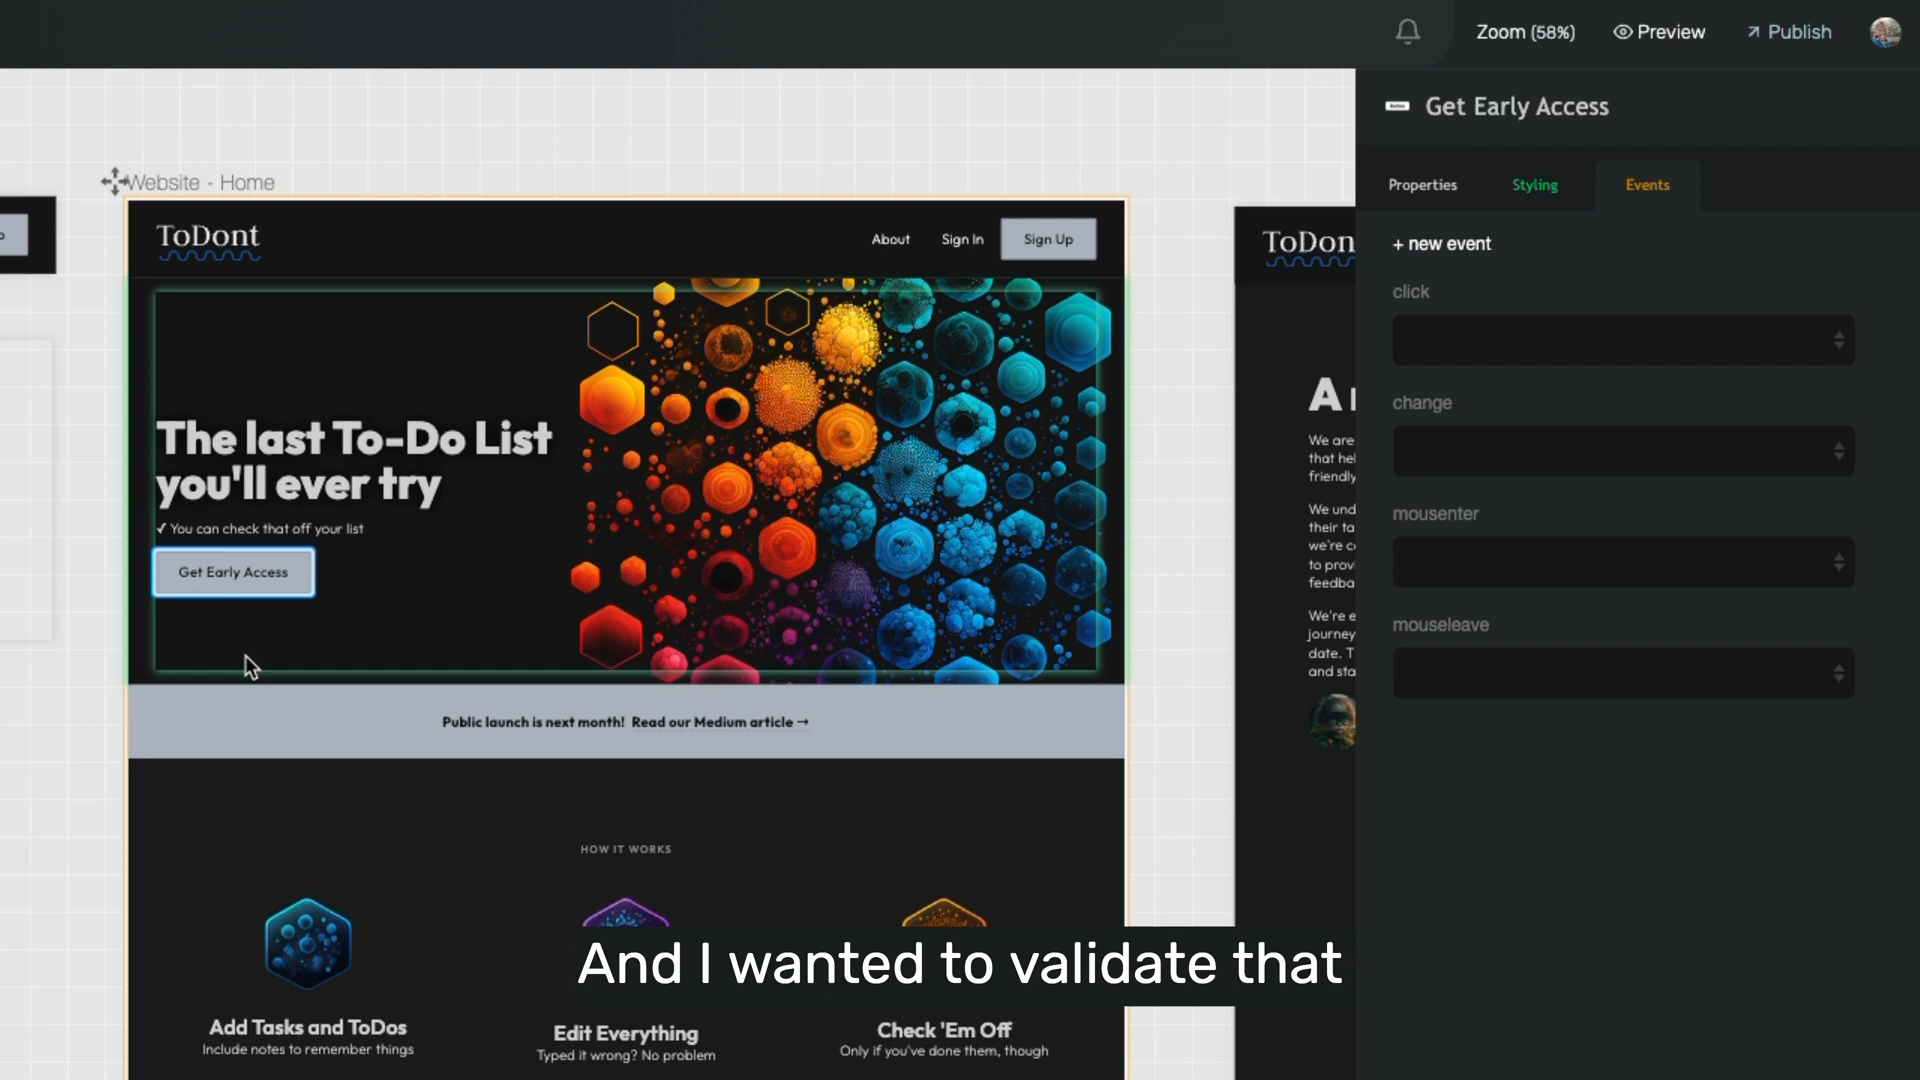 Zoom (58%)
Preview
Publish
Get Early Access
Properties
Styling
Events
+ new event
click
change
mousenter
mouseleave
Website - Home
ToDont
About
Sign In
Sign Up
The last To-Do List
you'll ever try
✓ You can check that off your list
Get Early Access
Public launch is next month! Read our Medium article →
HOW IT WORKS
Add Tasks and ToDos
Include notes to remember things
Edit Everything
Typed it wrong? No problem
Check 'Em Off
Only if you've done them, though
ToDon
A
We are
that hel
friendly
We und
their ta
we're c
to provi
feedba
We're e
journey
date. T
and sta
And I wanted to validate that